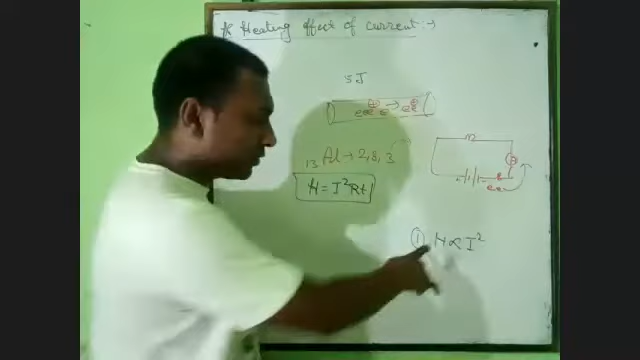 * Heating effect of current :→
5J
13 Al → 2, 8, 3
H = I²Rt
① H ∝ I²